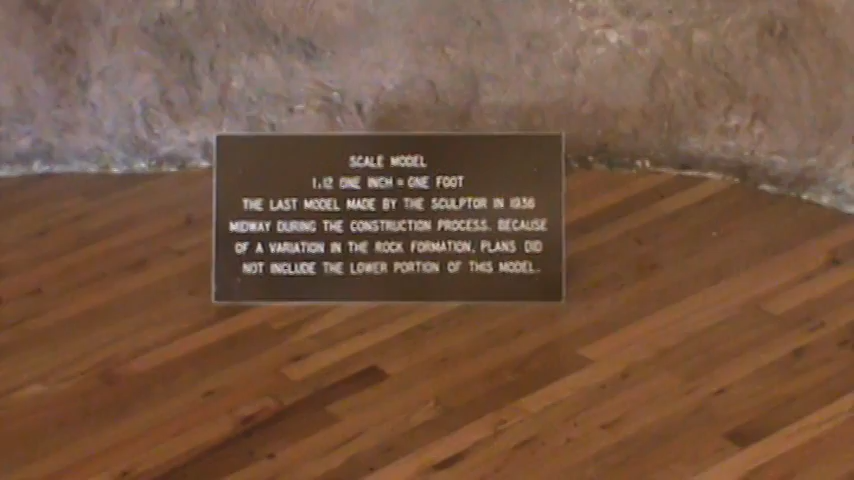 SCALE MODEL
1:12 ONE INCH = ONE FOOT
THE LAST MODEL MADE BY THE SCULPTOR IN 1936
MIDWAY DURING THE CONSTRUCTION PROCESS. BECAUSE
OF A VARIATION IN THE ROCK FORMATION, PLANS DID
NOT INCLUDE THE LOWER PORTION OF THIS MODEL.